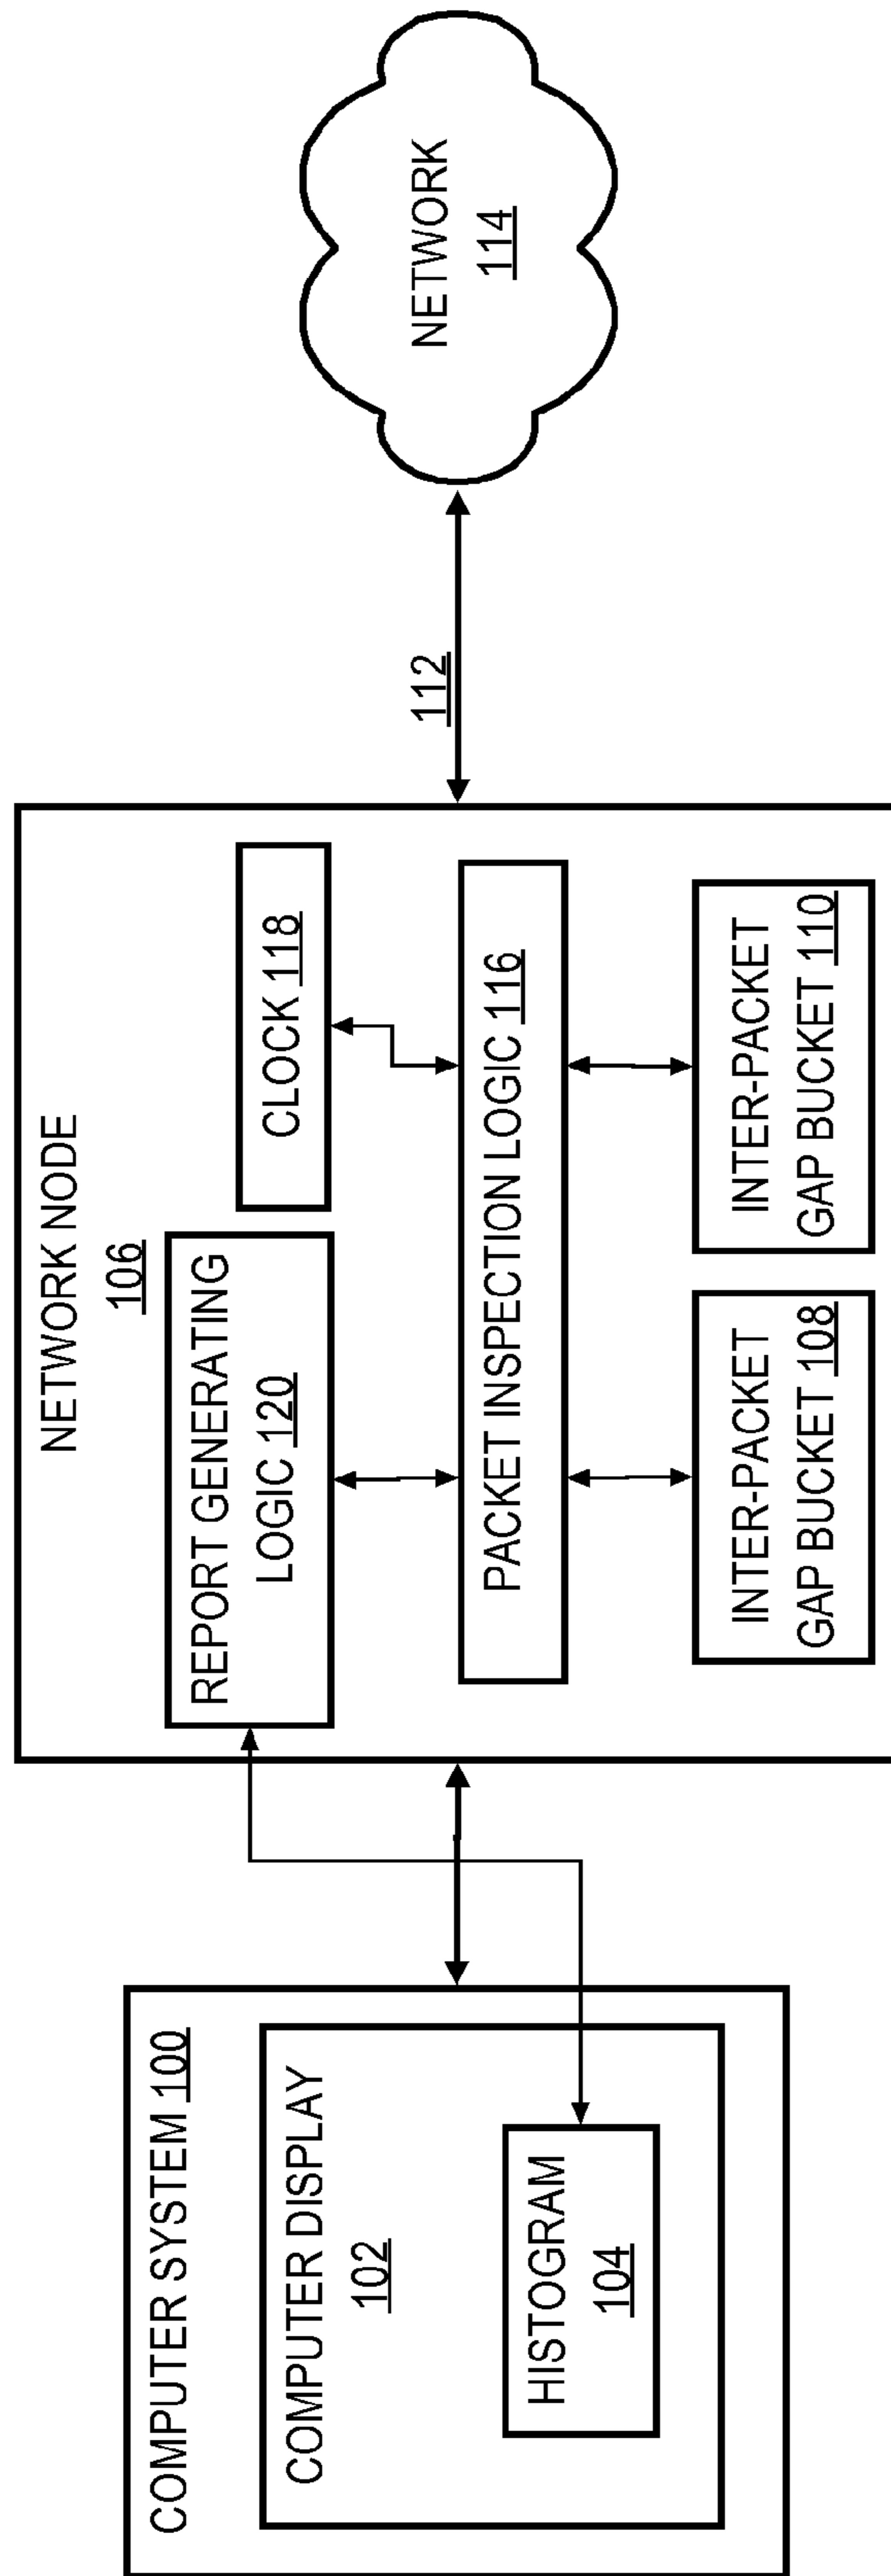 COMPUTER SYSTEM 100
COMPUTER DISPLAY
102
HISTOGRAM
104
NETWORK NODE
106
REPORT GENERATING
LOGIC 120
CLOCK 118
PACKET INSPECTION LOGIC 116
INTER-PACKET
GAP BUCKET 108
INTER-PACKET
GAP BUCKET 110
112
NETWORK
114